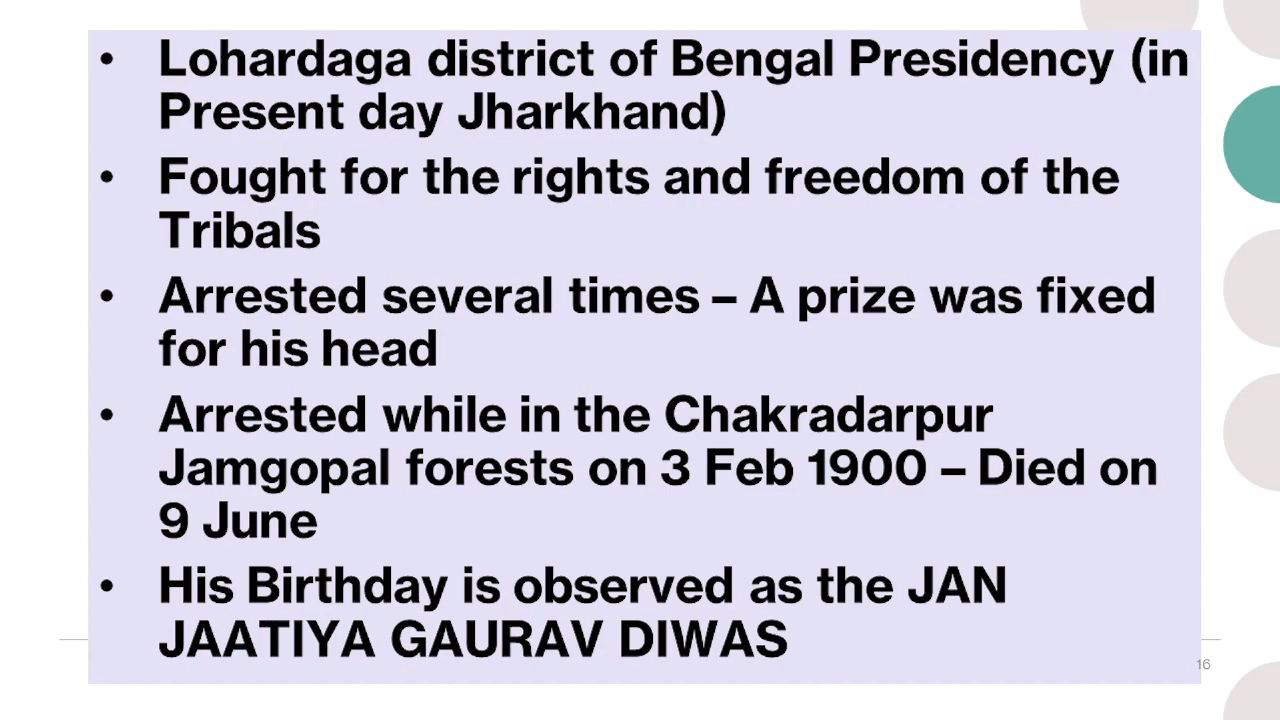 • Lohardaga district of Bengal Presidency (in
Present day Jharkhand)
• Fought for the rights and freedom of the
Tribals
• Arrested several times – A prize was fixed
for his head
• Arrested while in the Chakradarpur
Jamgopal forests on 3 Feb 1900 – Died on
9 June
• His Birthday is observed as the JAN
JAATIYA GAURAV DIWAS
16